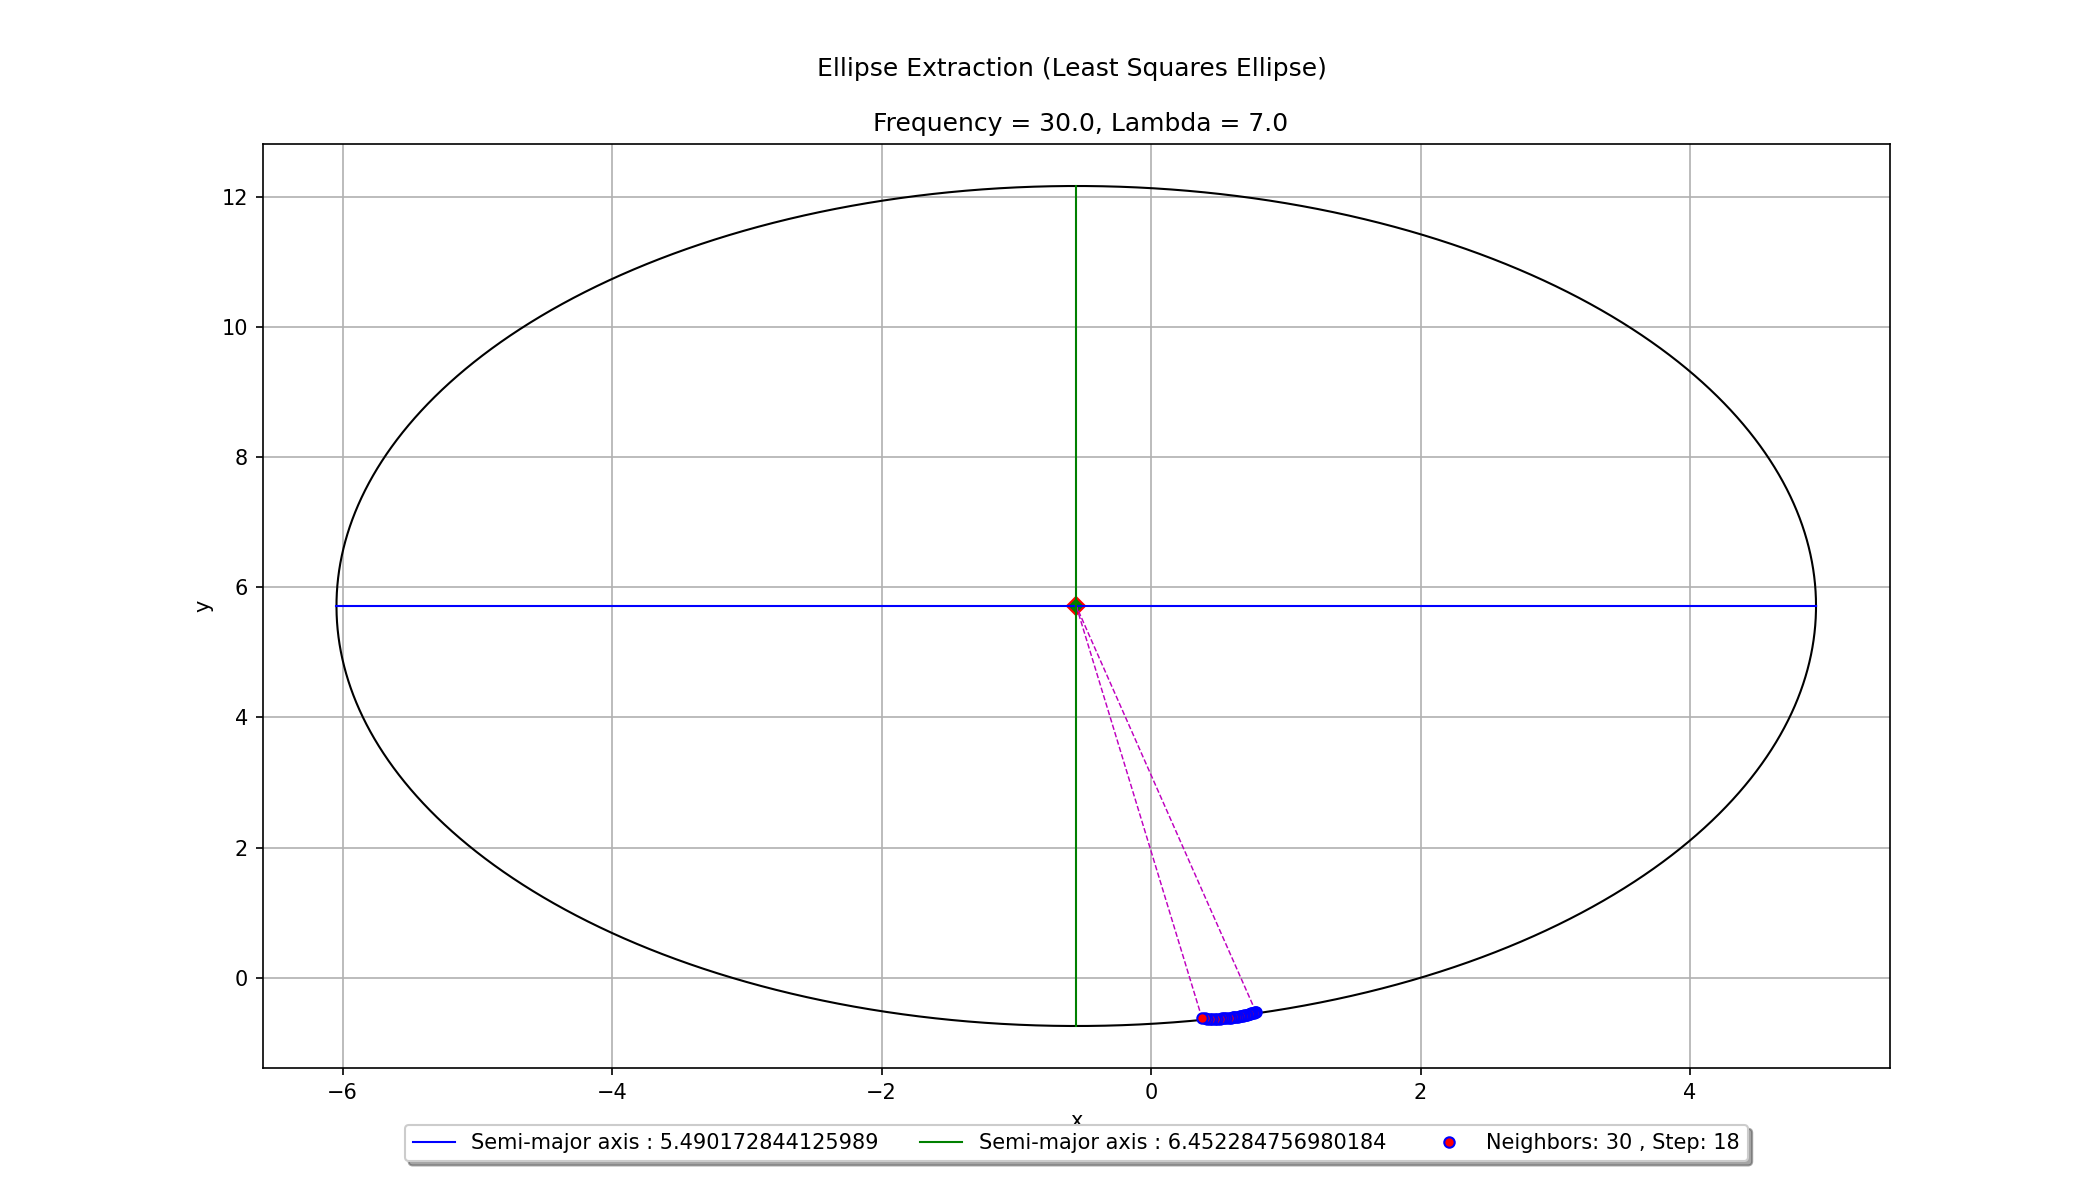 Ellipse Extraction (Least Squares Ellipse)
Frequency = 30.0, Lambda = 7.0
12
10
8
6
4
2
0
y
−6 −4 −2 0 2 4
x
Semi-major axis : 5.490172844125989 Semi-major axis : 6.452284756980184 Neighbors: 30 , Step: 18